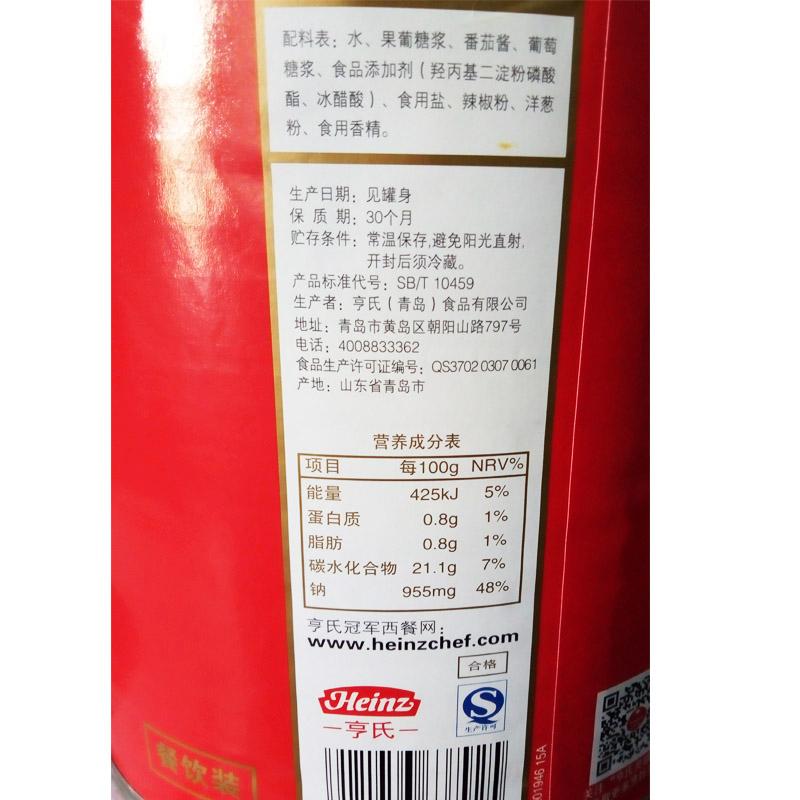 配料表：水、果葡糖浆、番茄酱、葡萄
糖浆、食品添加剂（羟丙基二淀粉磷酸
酯、冰醋酸）、食用盐、辣椒粉、洋葱
粉、食用香精。
生产日期：见罐身
保质期：30个月
贮存条件：常温保存,避免阳光直射,
开封后须冷藏。
产品标准代号：SB/T 10459
生产者：亨氏（青岛）食品有限公司
地址：青岛市黄岛区朝阳山路797号
电话：4008833362
食品生产许可证编号：QS3702 0307 0061
产地：山东省青岛市
营养成分表
项目 每100g NRV%
能量 425kJ 5%
蛋白质 0.8g 1%
脂肪 0.8g 1%
碳水化合物 21.1g 7%
钠 955mg 48%
亨氏冠军西餐网：
www.heinzchef.com
合格
Heinz
亨氏
S
生产许可
餐饮装
01946 15A